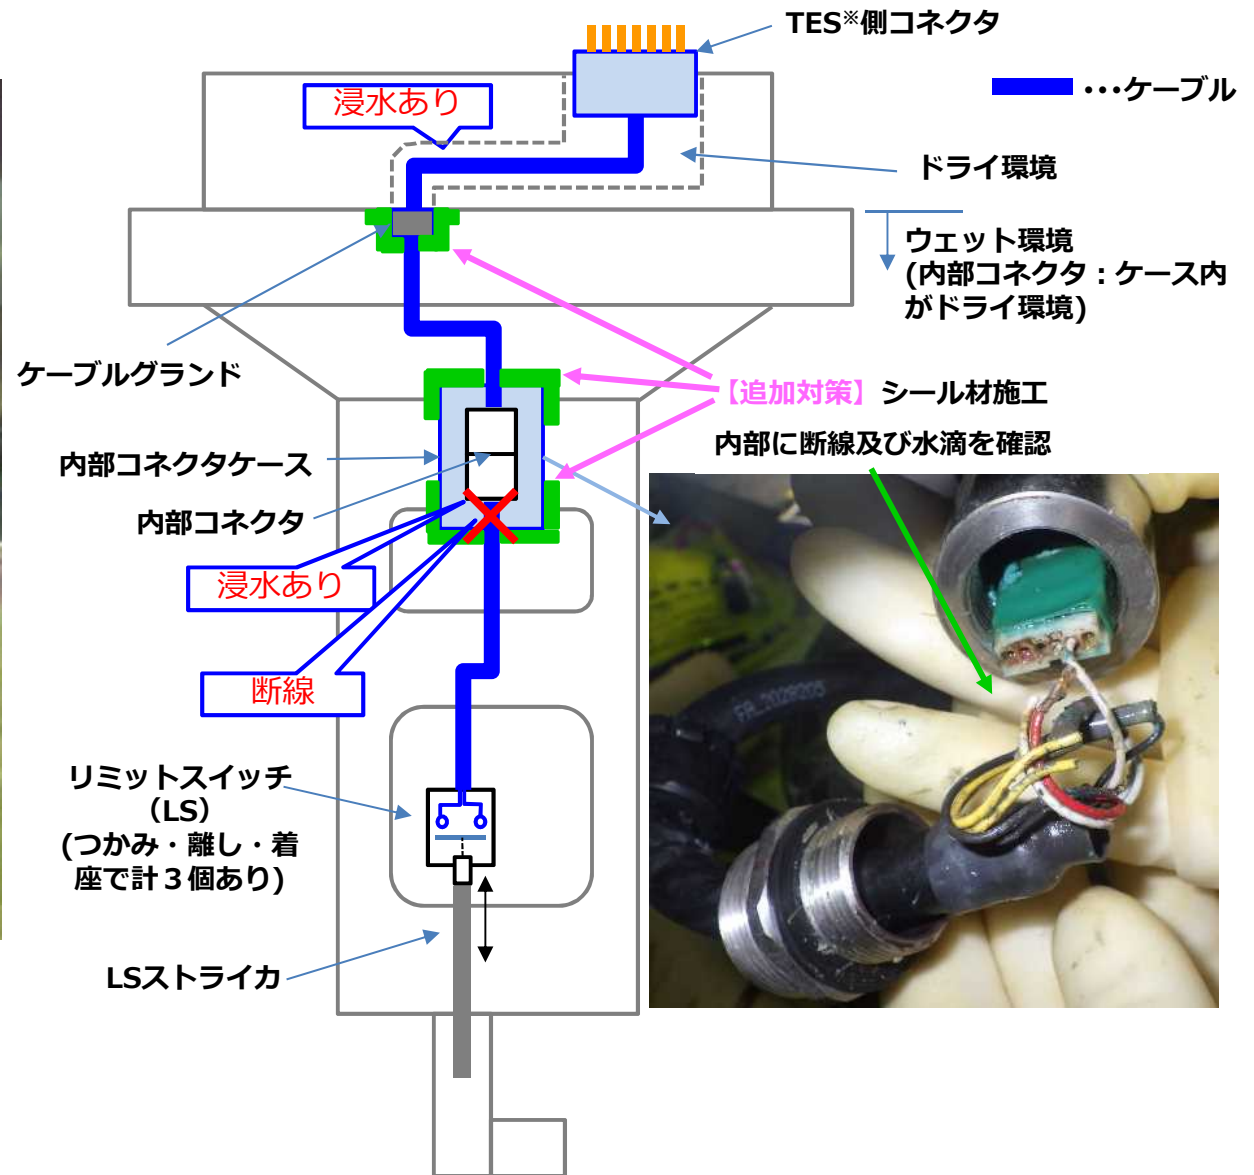 TES※側コネクタ
・・・ケーブル
浸水あり
ドライ環境
ウェット環境
(内部コネクタ：ケース内
がドライ環境)
ケーブルグランド
【追加対策】シール材施工
内部に断線及び水滴を確認
内部コネクタケース
内部コネクタ
浸水あり
断線
リミットスイッチ
（LS）
(つかみ・離し・着
座で計３個あり)
LSストライカ